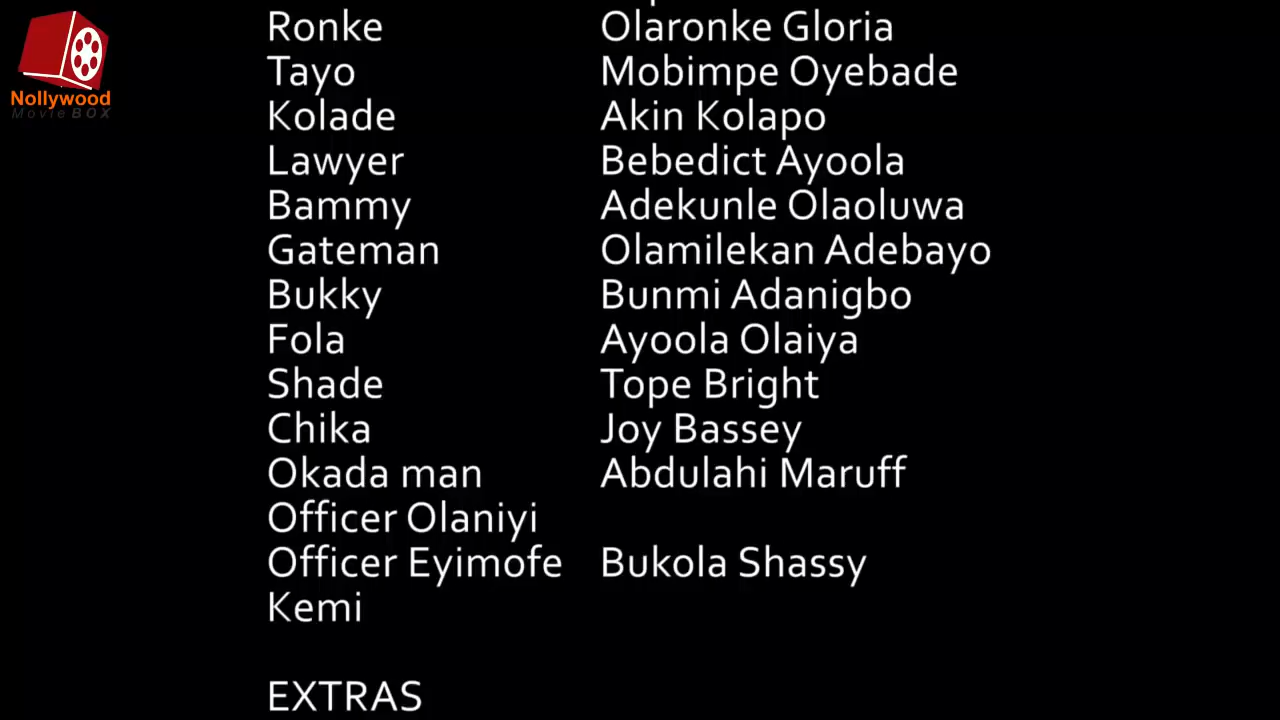 Nollywood
Movie BOX
Ronke Olaronke Gloria
Tayo Mobimpe Oyebade
Kolade Akin Kolapo
Lawyer Bebedict Ayoola
Bammy Adekunle Olaoluwa
Gateman Olamilekan Adebayo
Bukky Bunmi Adanigbo
Fola Ayoola Olaiya
Shade Tope Bright
Chika Joy Bassey
Okada man Abdulahi Maruff
Officer Olaniyi
Officer Eyimofe Bukola Shassy
Kemi
EXTRAS